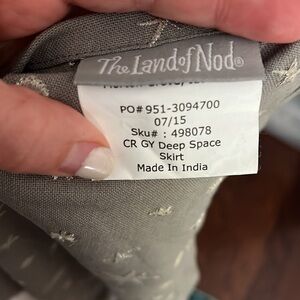 The Land of Nod®
PO# 951-3094700
07/15
Sku# : 498078
CR GY Deep Space
Skirt
Made In India